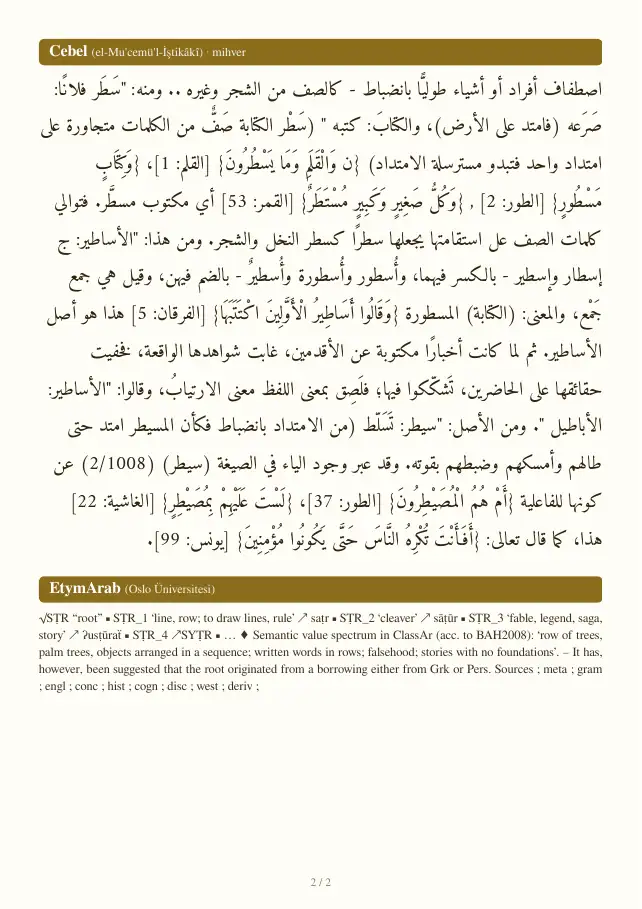 Cebel (el-Mu'cemü'l-İştikâkî) · mihver
اصطفاف أفراد أو أشياء طوليًّا بانضباط - كالصف من الشجر وغيره .. ومنه: "سَطَر فلانًا:
صَرَعه (فامتد على الأرض)، والكتابَ: كتبه " (سَطْر الكتابة صَفٌّ من الكلمات متجاورة على
امتداد واحد فتبدو مسترسلة الامتداد) {ن وَالْقَلَمِ وَمَا يَسْطُرُونَ} [القلم: 1]، {وَكِتَابٍ
مَسْطُورٍ} [الطور: 2] , {وَكُلُّ صَغِيرٍ وَكَبِيرٍ مُسْتَطَرٌ} [القمر: 53] أي مكتوب مسطَّر. فتوالي
كلمات الصف عل استقامتها يجعلها سطرًا كسطر النخل والشجر. ومن هذا: "الأساطير: ج
إسطار وإسطير - بالكسر فيهما، وأُسطور وأُسطورة وأُسطيرٌ - بالضم فيهن، وقيل هي جمع
جَمْع، والمعنى: (الكتابة) المسطورة {وَقَالُوا أَسَاطِيرُ الْأَوَّلِينَ اكْتَتَبَهَا} [الفرقان: 5] هذا هو أصل
الأساطير. ثم لما كانت أخبارًا مكتوبة عن الأقدمين، غابت شواهدها الواقعة، فخفيت
حقائقها على الحاضرين، تَشكّكوا فيها؛ فلَصِق بمعنى اللفظ معنى الارتيابُ، وقالوا: "الأساطير:
الأباطيل ". ومن الأصل: "سيطر: تَسَلّط (من الامتداد بانضباط فكأن المسيطر امتد حتى
طالهم وأمسكهم وضبطهم بقوته. وقد عبر وجود الياء في الصيغة (سيطر) (2/1008) عن
كونها للفاعلية {أَمْ هُمُ الْمُصَيْطِرُونَ} [الطور: 37]، {لَسْتَ عَلَيْهِمْ بِمُصَيْطِرٍ} [الغاشية: 22]
هذا، كما قال تعالى: {أَفَأَنْتَ تُكْرِهُ النَّاسَ حَتَّى يَكُونُوا مُؤْمِنِينَ} [يونس: 99].
EtymArab (Oslo Üniversitesi)
√SṬR “root” ▪ SṬR_1 ‘line, row; to draw lines, rule’ ↗ saṭr ▪ SṬR_2 ‘cleaver’ ↗ sāṭūr ▪ SṬR_3 ‘fable, legend, saga,
story’ ↗ ʔusṭūraẗ ▪ SṬR_4 ↗SYṬR ▪ … ♦ Semantic value spectrum in ClassAr (acc. to BAH2008): ‘row of trees,
palm trees, objects arranged in a sequence; written words in rows; falsehood; stories with no foundations’. – It has,
however, been suggested that the root originated from a borrowing either from Grk or Pers. Sources ; meta ; gram
; engl ; conc ; hist ; cogn ; disc ; west ; deriv ;
2 / 2